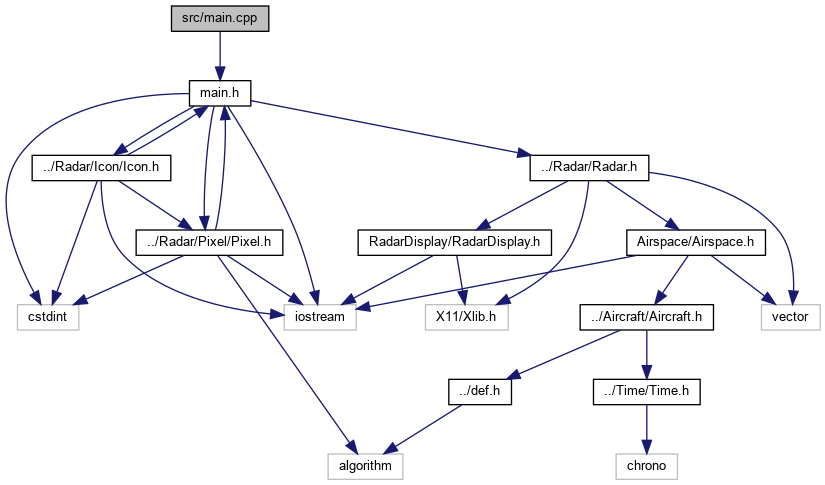 src/main.cpp
main.h
../Radar/Icon/Icon.h
../Radar/Radar.h
../Radar/Pixel/Pixel.h
RadarDisplay/RadarDisplay.h
Airspace/Airspace.h
cstdint
iostream
X11/Xlib.h
../Aircraft/Aircraft.h
vector
../def.h
../Time/Time.h
algorithm
chrono